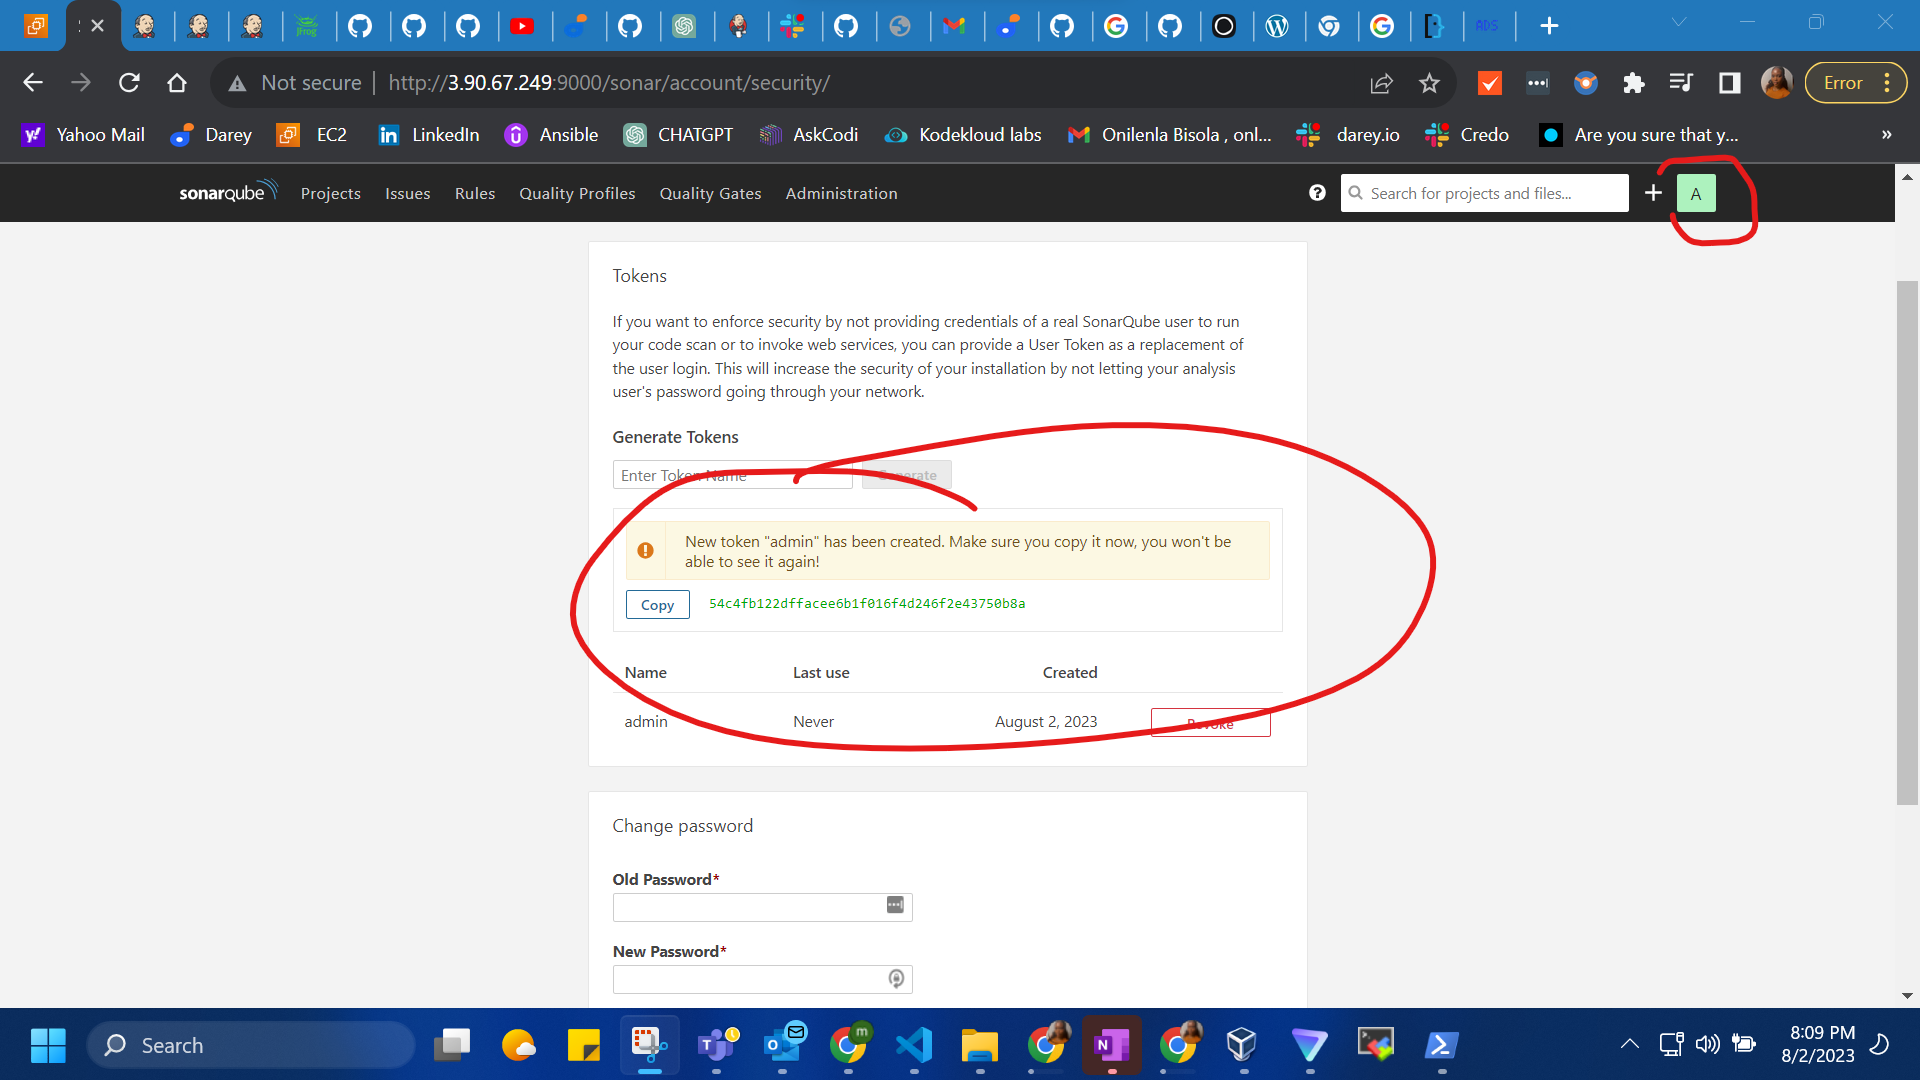 Not secure | http://3.90.67.249:9000/sonar/account/security/
Error
Yahoo Mail Darey EC2 LinkedIn Ansible CHATGPT AskCodi Kodekloud labs Onilenla Bisola , onl... darey.io Credo Are you sure that y... »
sonarqube Projects Issues Rules Quality Profiles Quality Gates Administration Search for projects and files... A
Tokens
If you want to enforce security by not providing credentials of a real SonarQube user to run
your code scan or to invoke web services, you can provide a User Token as a replacement of
the user login. This will increase the security of your installation by not letting your analysis
user's password going through your network.
Generate Tokens
Enter Token Name Generate
New token "admin" has been created. Make sure you copy it now, you won't be
able to see it again!
Copy 54c4fb122dffacee6b1f016f4d246f2e43750b8a
Name Last use Created
admin Never August 2, 2023 Revoke
Change password
Old Password*
New Password*
Search
8:09 PM
8/2/2023